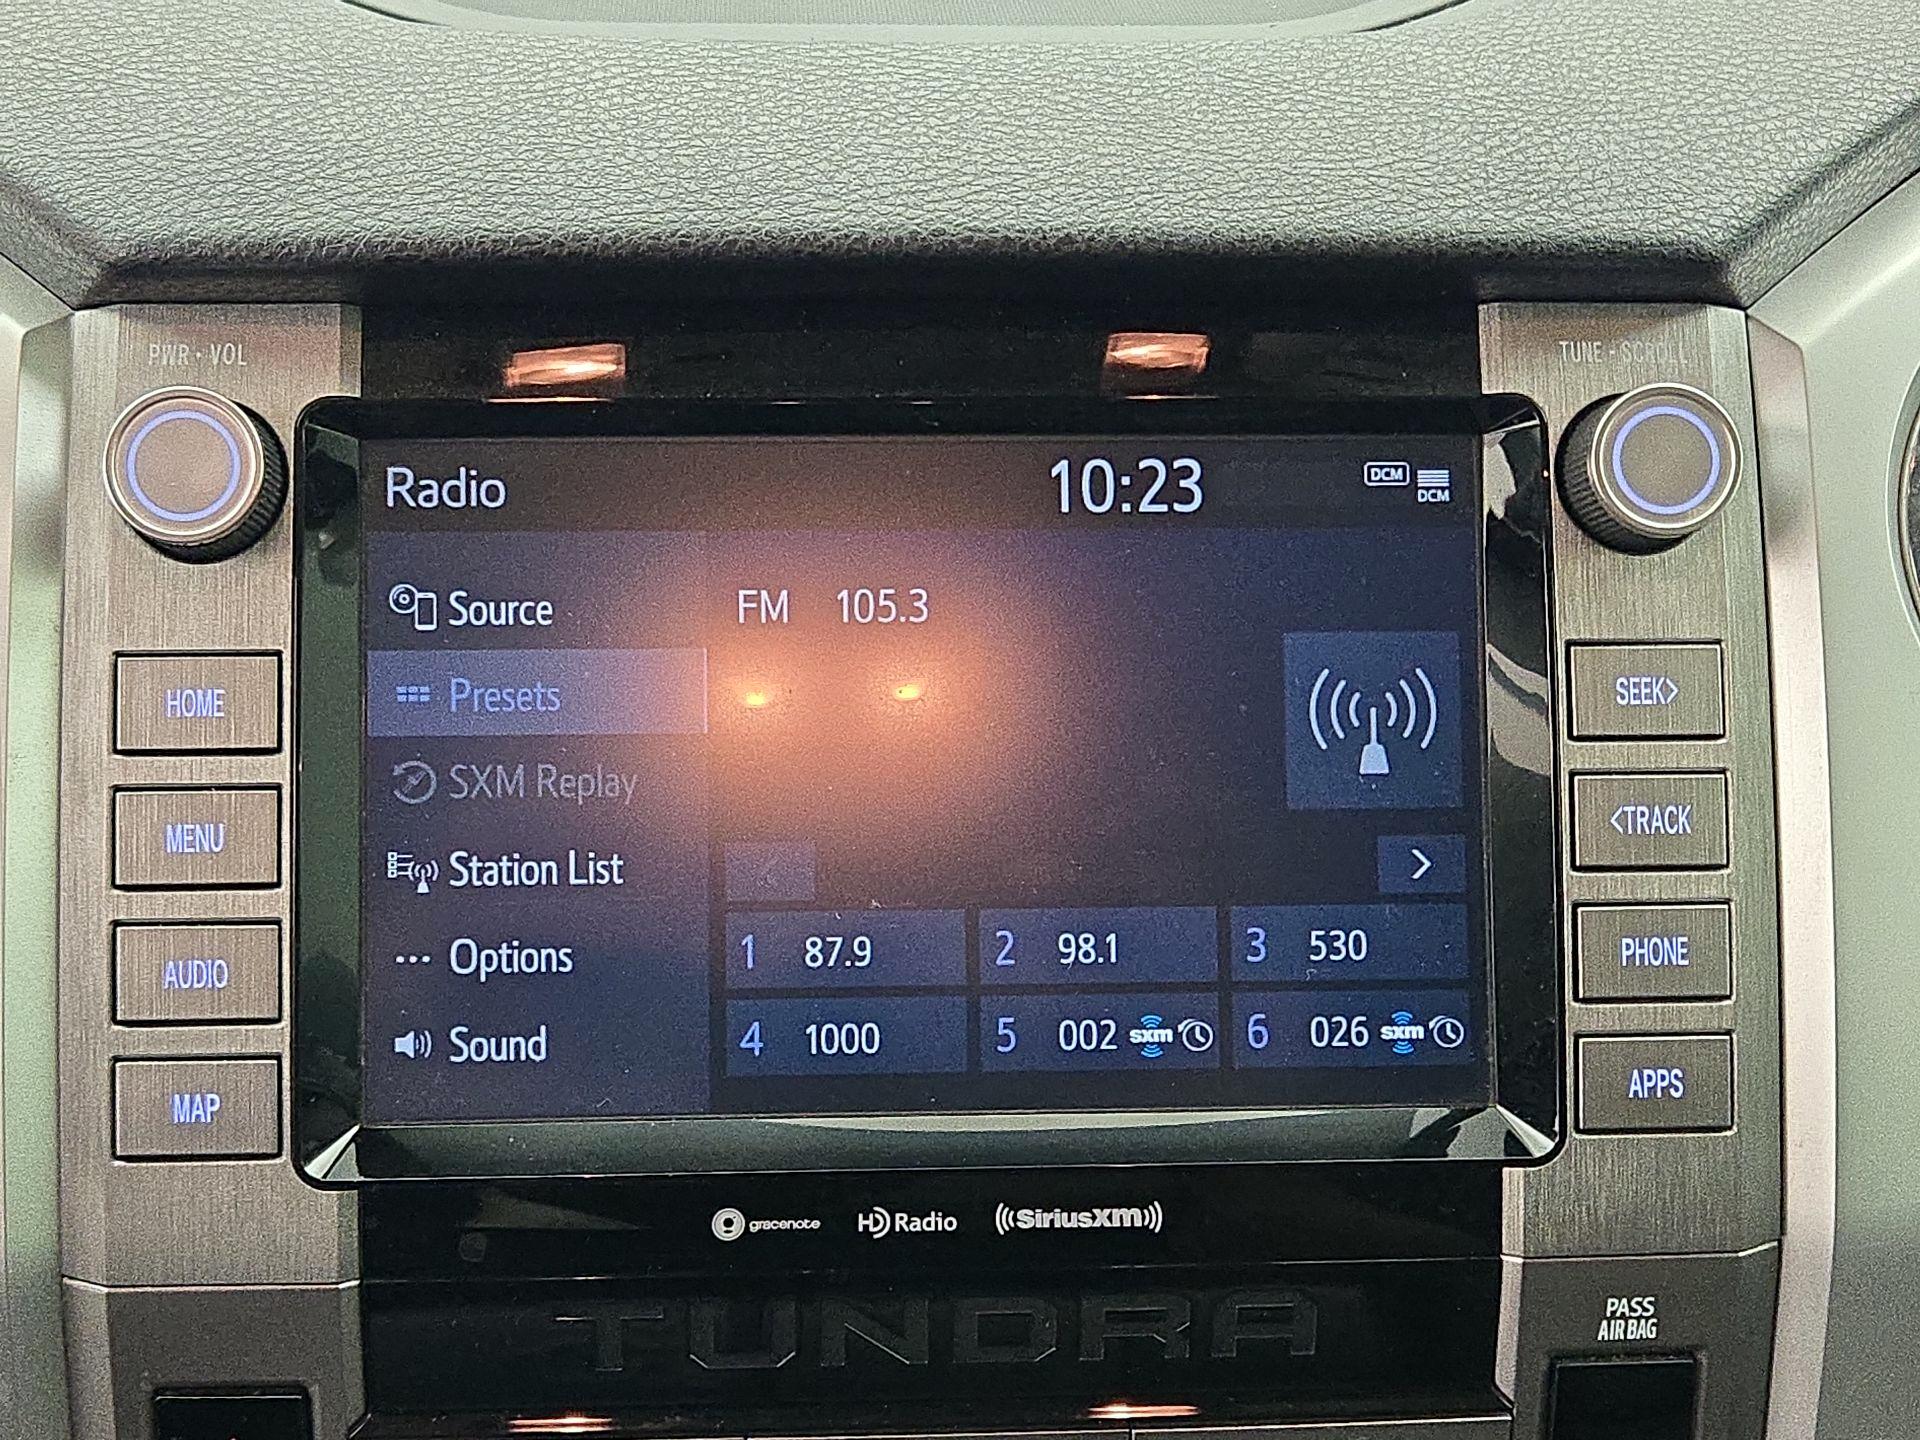 PWR • VOL
TUNE • SCROLL
Radio
10:23
DCM
DCM
Source
FM 105.3
Presets
SXM Replay
Station List
>
Options
Sound
1 87.9
2 98.1
3 530
4 1000
5 002 sxm
6 026 sxm
HOME
MENU
AUDIO
MAP
SEEK>
<TRACK
PHONE
APPS
gracenote
HD Radio
((SiriusXM))
TUNDRA
PASS
AIR BAG